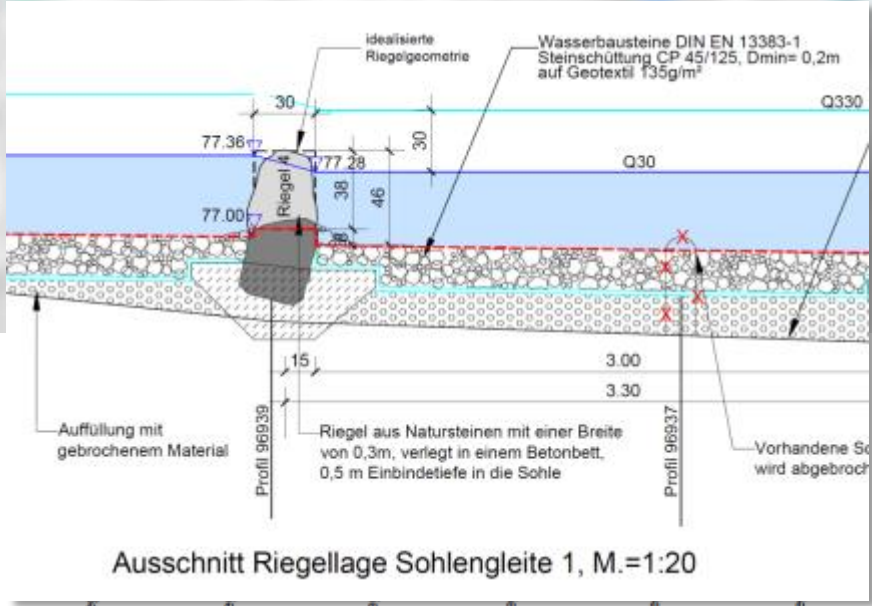 idealisierte
Riegelgeometrie
Wasserbausteine DIN EN 13383-1
Steinschüttung CP 45/125, Dmin= 0,2m
auf Geotextil 135g/m²
30
Q330
30
77.36
77.28
Q30
Riegel 4
38
46
77.00
8
15
3.00
3.30
Auffüllung mit
gebrochenem Material
Profil 96939
Riegel aus Natursteinen mit einer Breite
von 0,3m, verlegt in einem Betonbett,
0,5 m Einbindetiefe in die Sohle
Profil 96937
Vorhandene So
wird abgebroch
Ausschnitt Riegellage Sohlengleite 1, M.=1:20